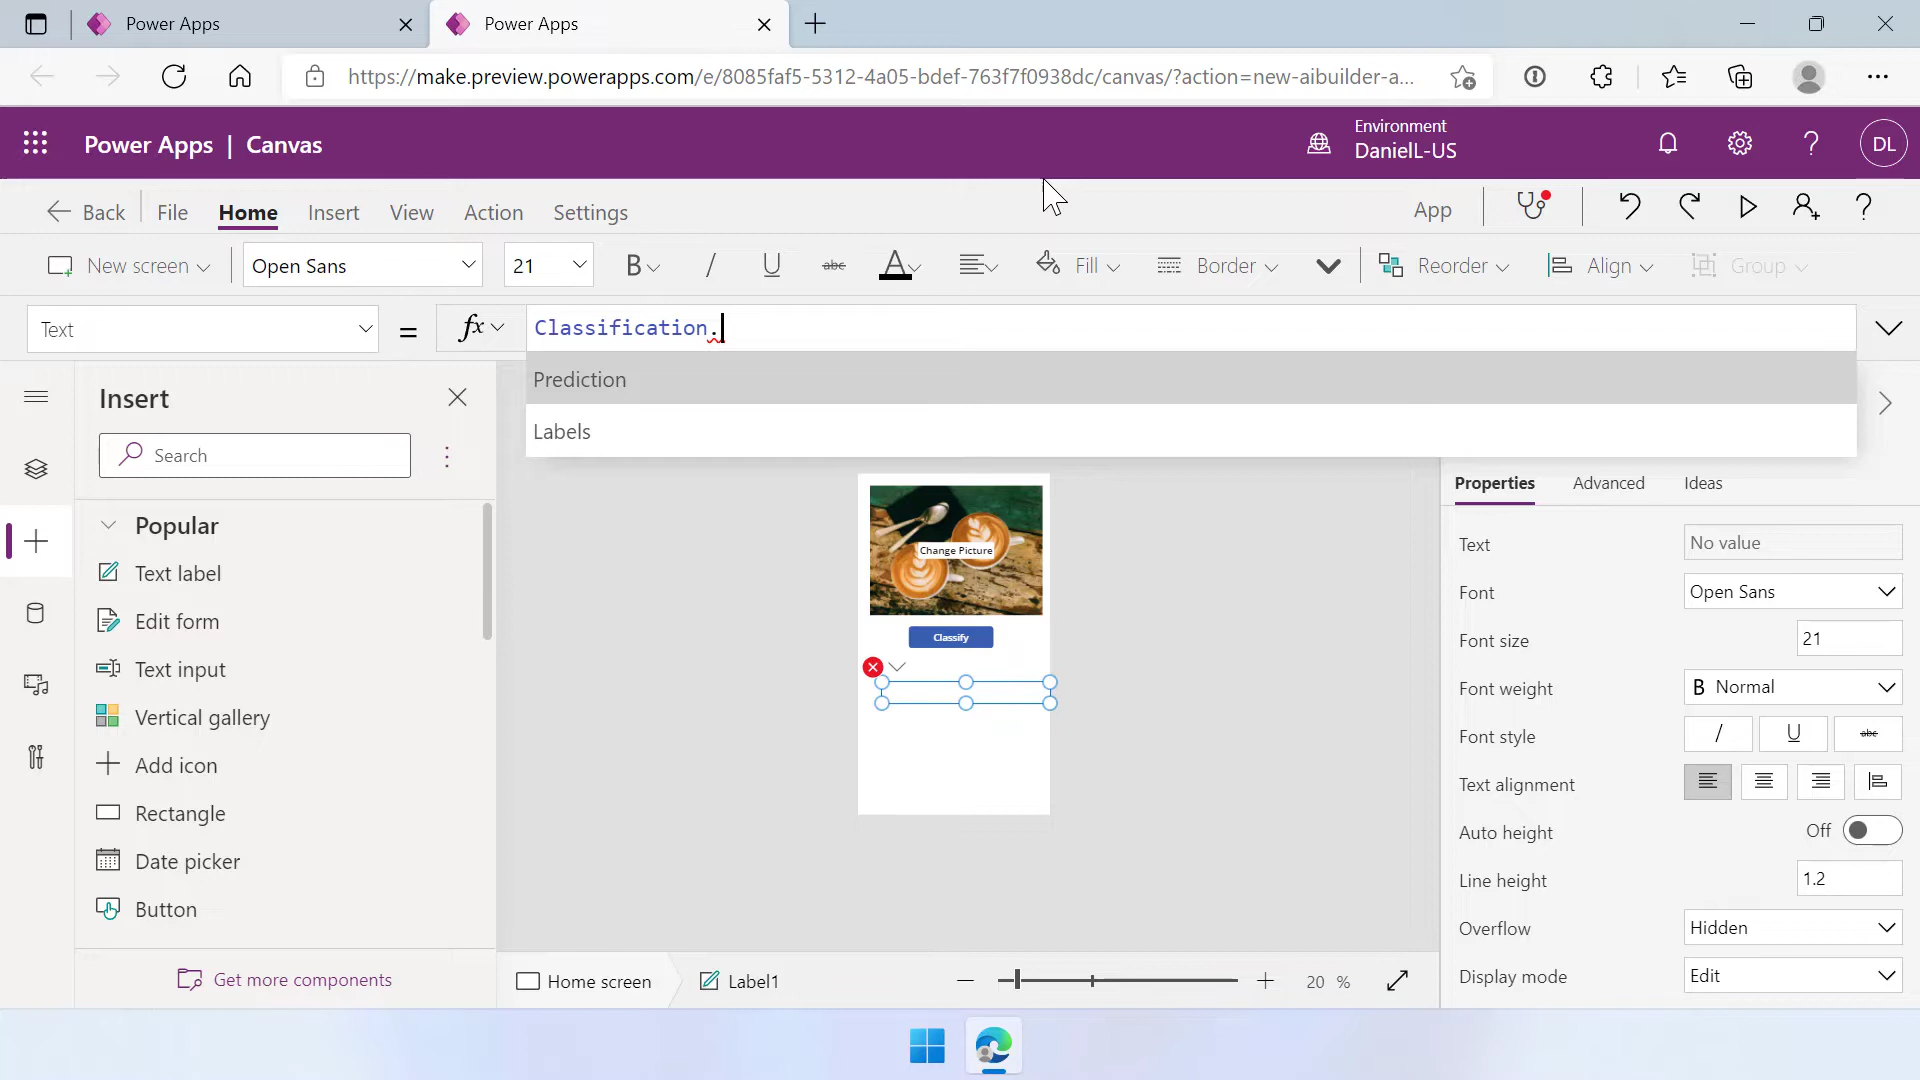 Power Apps
Power Apps
https://make.preview.powerapps.com/e/8085faf5-5312-4a05-bdef-763f7f0938dc/canvas/?action=new-aibuilder-a...
Power Apps | Canvas
Environment
DanielL-US
DL
Back
File
Home
Insert
View
Action
Settings
App
New screen
Open Sans
21
B
/
U
abc
A
Fill
Border
Reorder
Align
Group
Text
=
fx
Classification.
Prediction
Labels
Insert
Search
Popular
Text label
Edit form
Text input
Vertical gallery
Add icon
Rectangle
Date picker
Button
Get more components
Change Picture
Classify
Home screen
Label1
20 %
Properties
Advanced
Ideas
Text
No value
Font
Open Sans
Font size
21
Font weight
B Normal
Font style
/
U
abc
Text alignment
Auto height
Off
Line height
1.2
Overflow
Hidden
Display mode
Edit